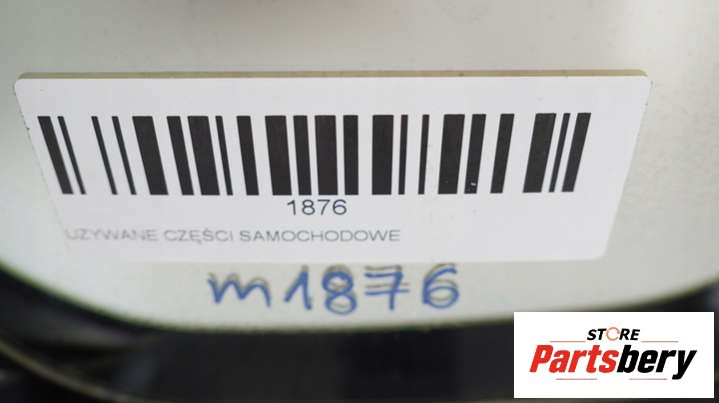 1876
UZYWANE CZĘŚCI SAMOCHODOWE
m1876
STORE
Partsbery